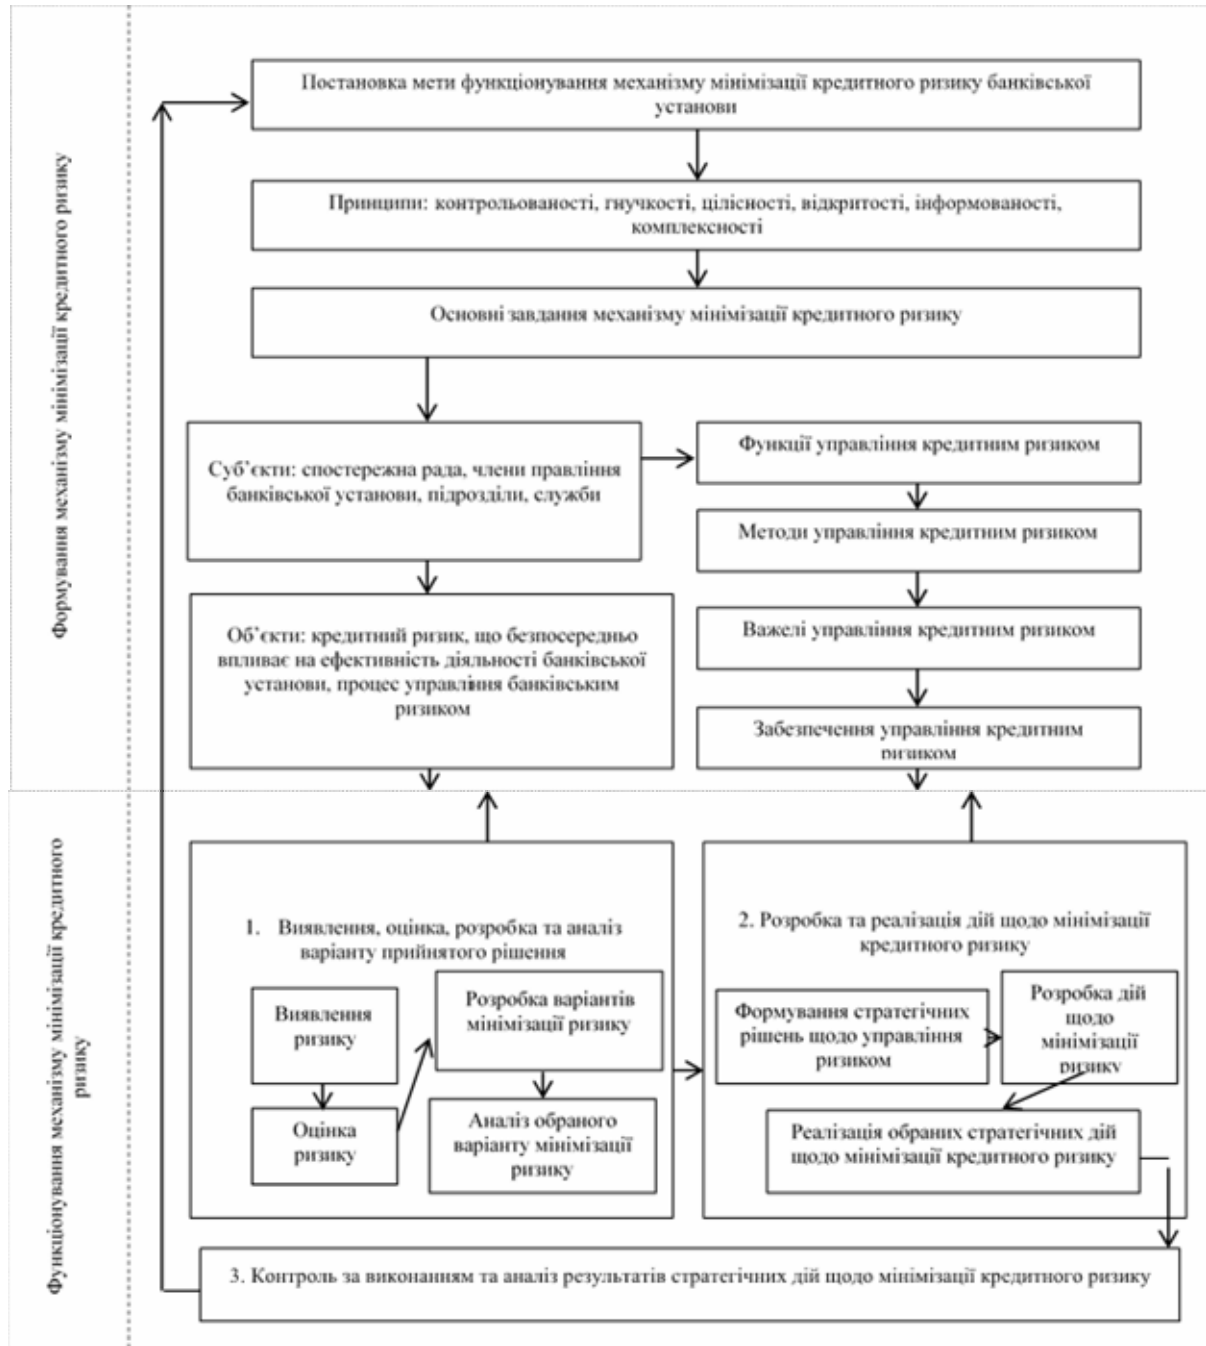 Формування механізму мінімізації кредитного ризику
Постановка мети функціонування механізму мінімізації кредитного ризику банківської
установи
Принципи: контрольованості, гнучкості, цілісності, відкритості, інформованості,
комплексності
Основні завдання механізму мінімізації кредитного ризику
Суб’єкти: спостережна рада, члени правління
банківської установи, підрозділи, служби
Функції управління кредитним ризиком
Методи управління кредитним ризиком
Об’єкти: кредитний ризик, що безпосередньо
впливає на ефективність діяльності банківської
установи, процес управління банківським
ризиком
Важелі управління кредитним ризиком
Забезпечення управління кредитним
ризиком
Функціонування механізму мінімізації кредитного
ризику
1. Виявлення, оцінка, розробка та аналіз
варіанту прийнятого рішення
Виявлення
ризику
Оцінка
ризику
Розробка варіантів
мінімізації ризику
Аналіз обраного
варіанту мінімізації
ризику
2. Розробка та реалізація дій щодо мінімізації
кредитного ризику
Формування стратегічних
рішень щодо управління
ризиком
Розробка дій
щодо
мінімізації
ризику
Реалізація обраних стратегічних дій
щодо мінімізації кредитного ризику
3. Контроль за виконанням та аналіз результатів стратегічних дій щодо мінімізації кредитного ризику